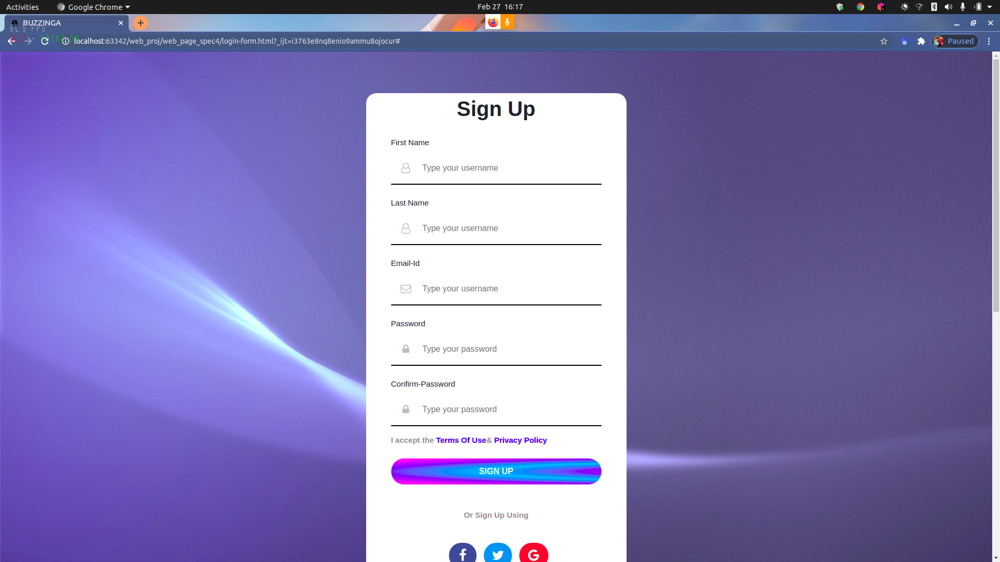 Activities
Google Chrome
Feb 27 16:17
BUZZINGA
GL 5 FPS
localhost:63342/web_proj/web_page_spec4/login-form.html?_ijt=i3763e8nq8enio9ammu8ojocur#
Paused
Sign Up
First Name
Type your username
Last Name
Type your username
Email-Id
Type your username
Password
Type your password
Confirm-Password
Type your password
I accept the Terms Of Use& Privacy Policy
SIGN UP
Or Sign Up Using